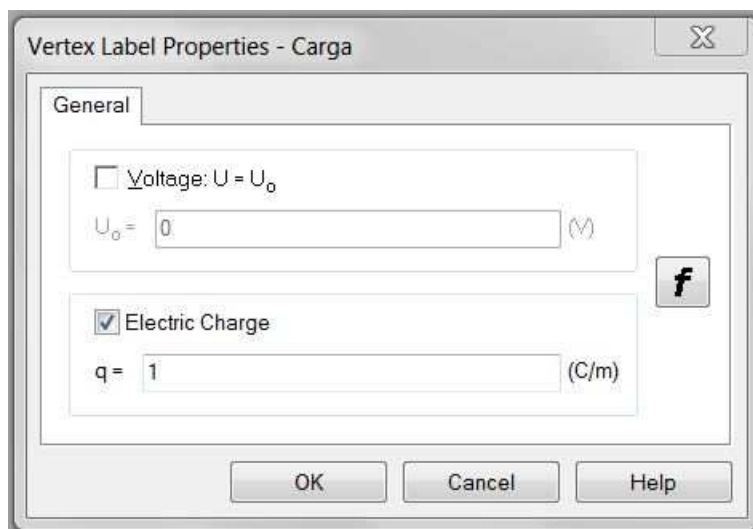 Vertex Label Properties - Carga
General
Voltage: U = Uₒ
Uₒ = 0 (V)
f
Electric Charge
q = 1 (C/m)
OK Cancel Help